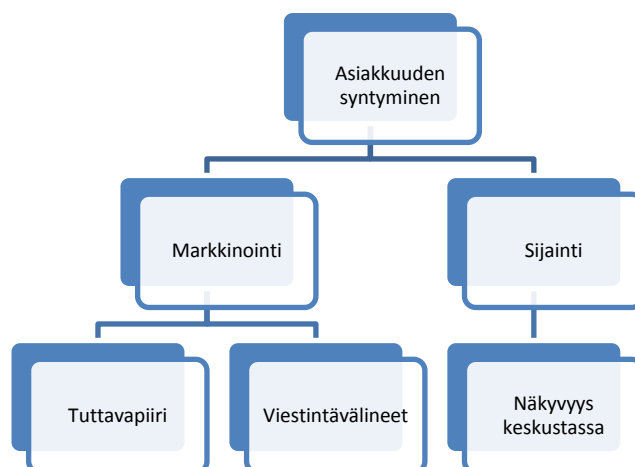 Asiakkuuden
syntyminen
Markkinointi
Sijainti
Tuttavapiiri
Viestintävälineet
Näkyvyys
keskustassa